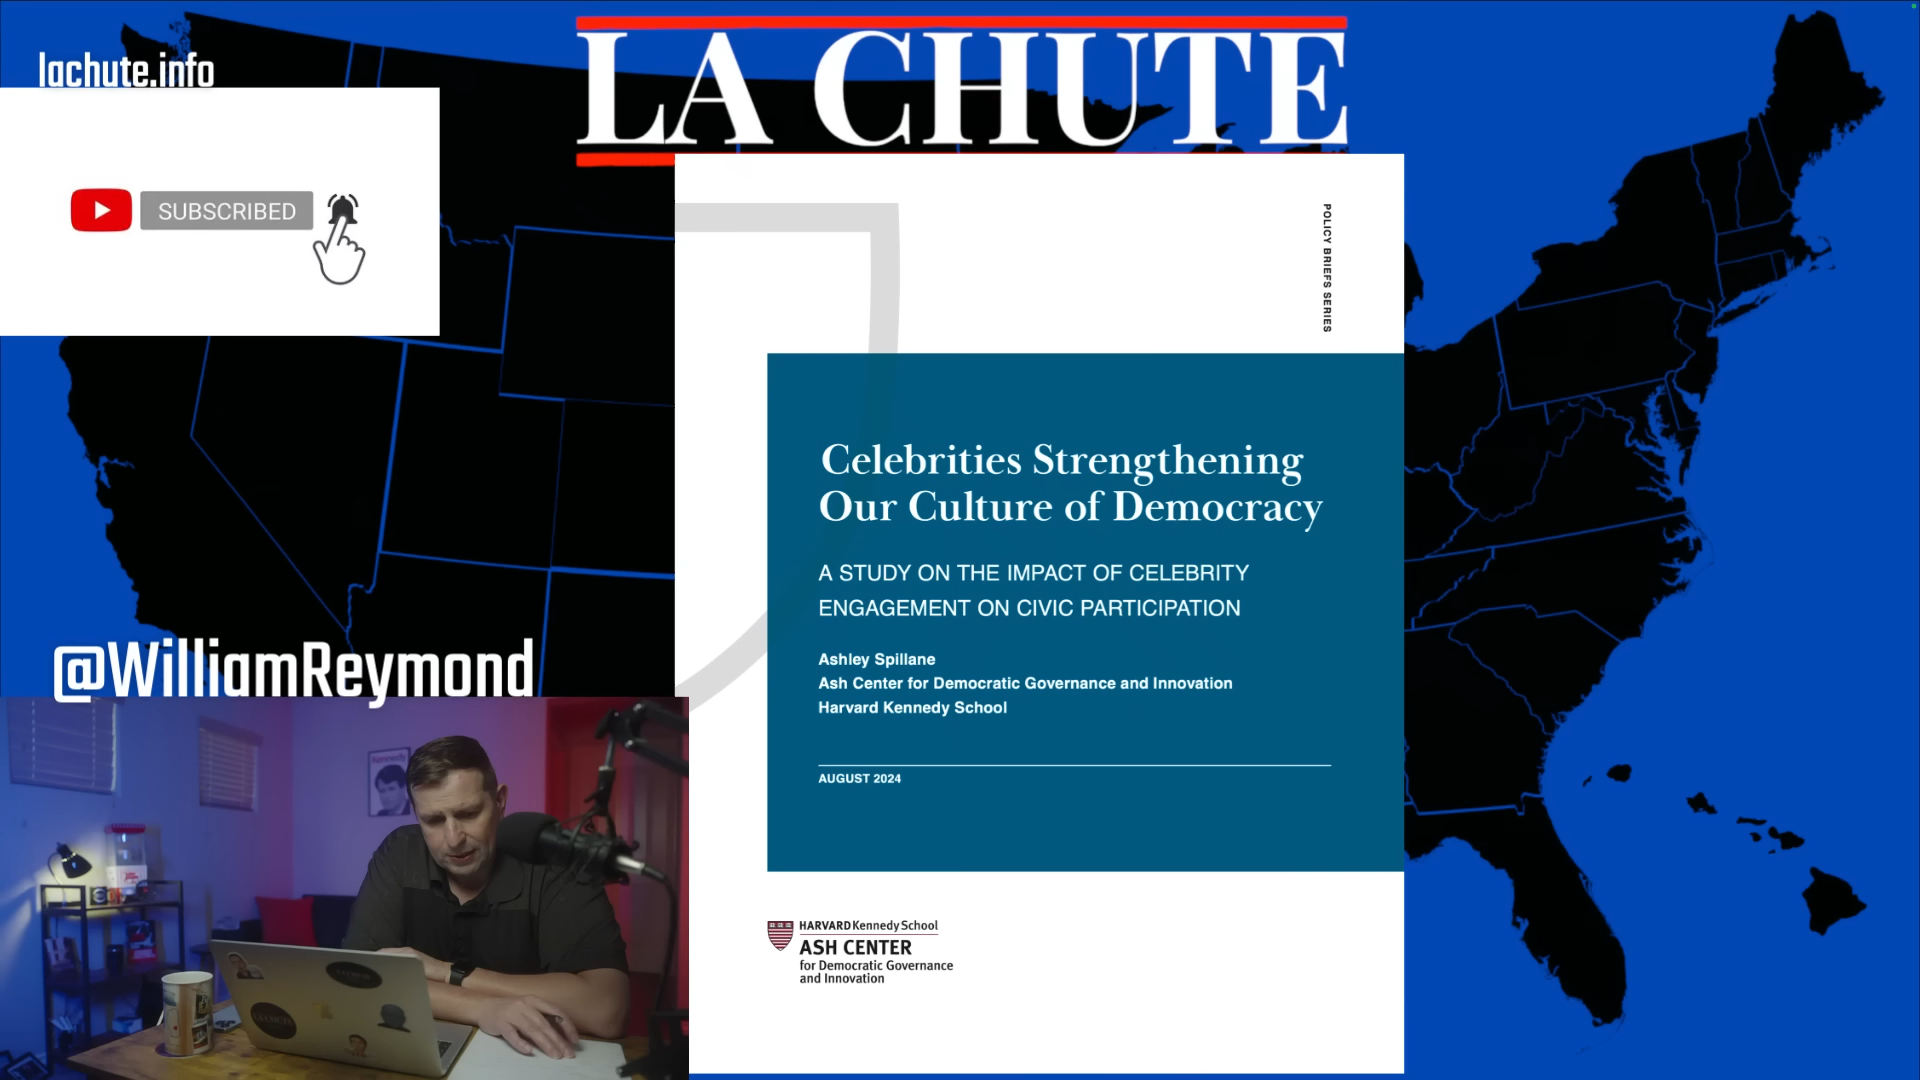 LA CHUTE
lachute.info
SUBSCRIBED
POLICY BRIEFS SERIES
Celebrities Strengthening
Our Culture of Democracy
A STUDY ON THE IMPACT OF CELEBRITY
ENGAGEMENT ON CIVIC PARTICIPATION
Ashley Spillane
Ash Center for Democratic Governance and Innovation
Harvard Kennedy School
AUGUST 2024
HARVARD Kennedy School
ASH CENTER
for Democratic Governance
and Innovation
@WilliamReymond
LA CHUTE